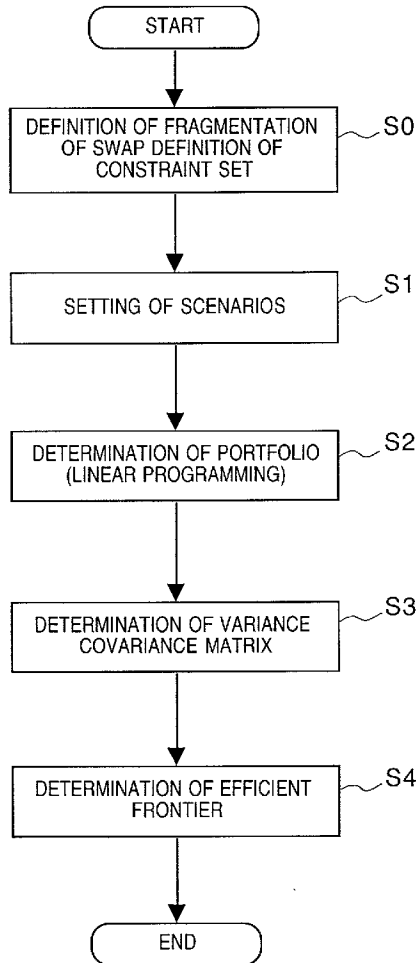 START
DEFINITION OF FRAGMENTATION
OF SWAP DEFINITION OF
CONSTRAINT SET
S0
SETTING OF SCENARIOS
S1
DETERMINATION OF PORTFOLIO
(LINEAR PROGRAMMING)
S2
DETERMINATION OF VARIANCE
COVARIANCE MATRIX
S3
DETERMINATION OF EFFICIENT
FRONTIER
S4
END